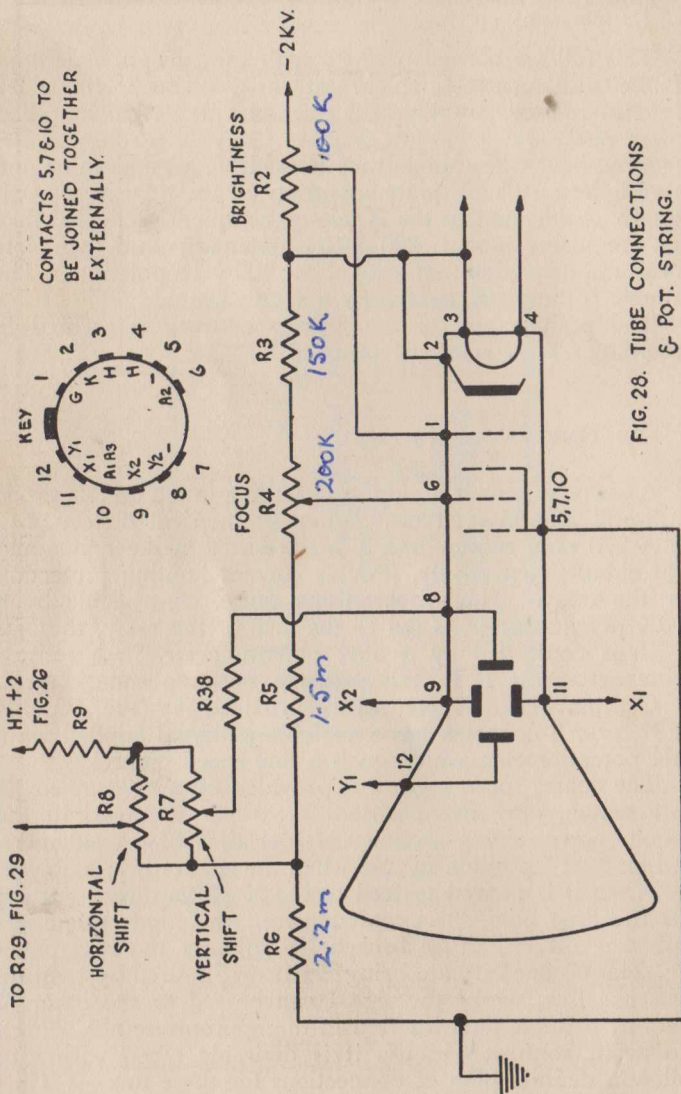 TO R29, FIG. 29
HT. +2
FIG. 26
R9
R8
HORIZONTAL
SHIFT
R7
VERTICAL
SHIFT
R38
KEY
1
2
3
4
5
6
7
8
9
10
11
12
G
K
H
H
–
A2
–
Y2
X2
A1A3
X1
Y1
CONTACTS 5,7&10 TO
BE JOINED TOGETHER
EXTERNALLY.
R6
2.2m
R5
1.5m
FOCUS
R4
200K
R3
150K
BRIGHTNESS
R2
100K
–2KV.
Y1
12
X2
9
8
6
1
2
3
4
5,7,10
11
X1
FIG. 28. TUBE CONNECTIONS
& POT. STRING.